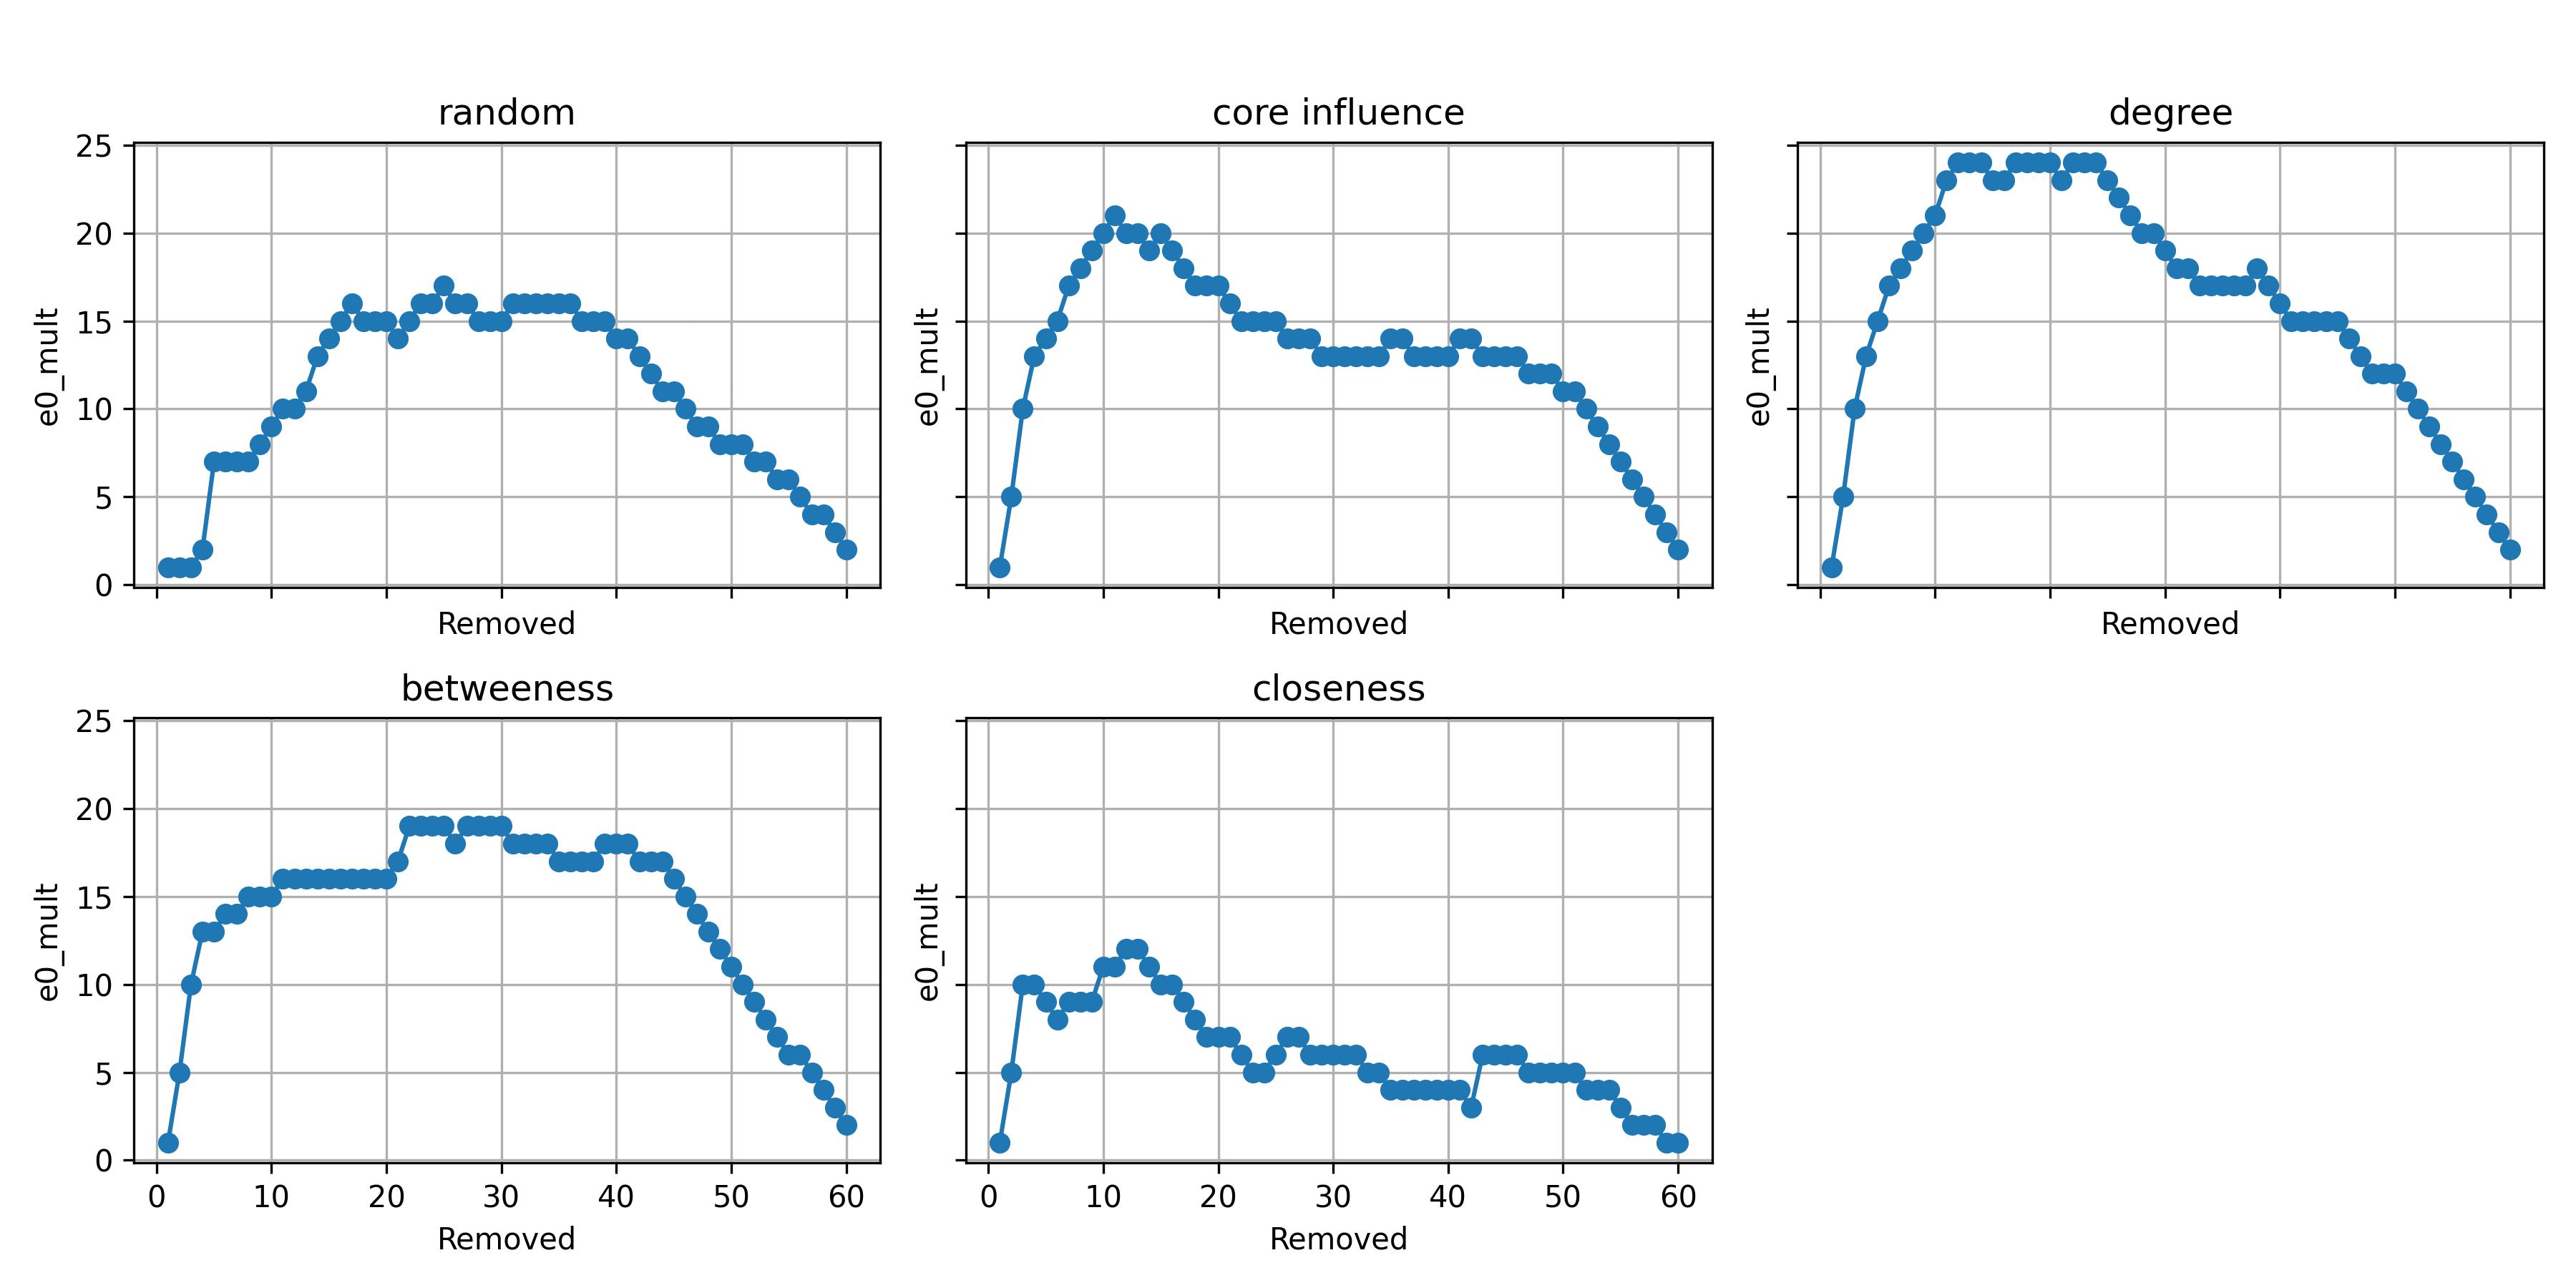 random
core influence
degree
25
20
15
10
5
0
e0_mult
e0_mult
e0_mult
Removed
Removed
Removed
betweeness
closeness
25
20
15
10
5
0
e0_mult
e0_mult
0 10 20 30 40 50 60
0 10 20 30 40 50 60
Removed
Removed